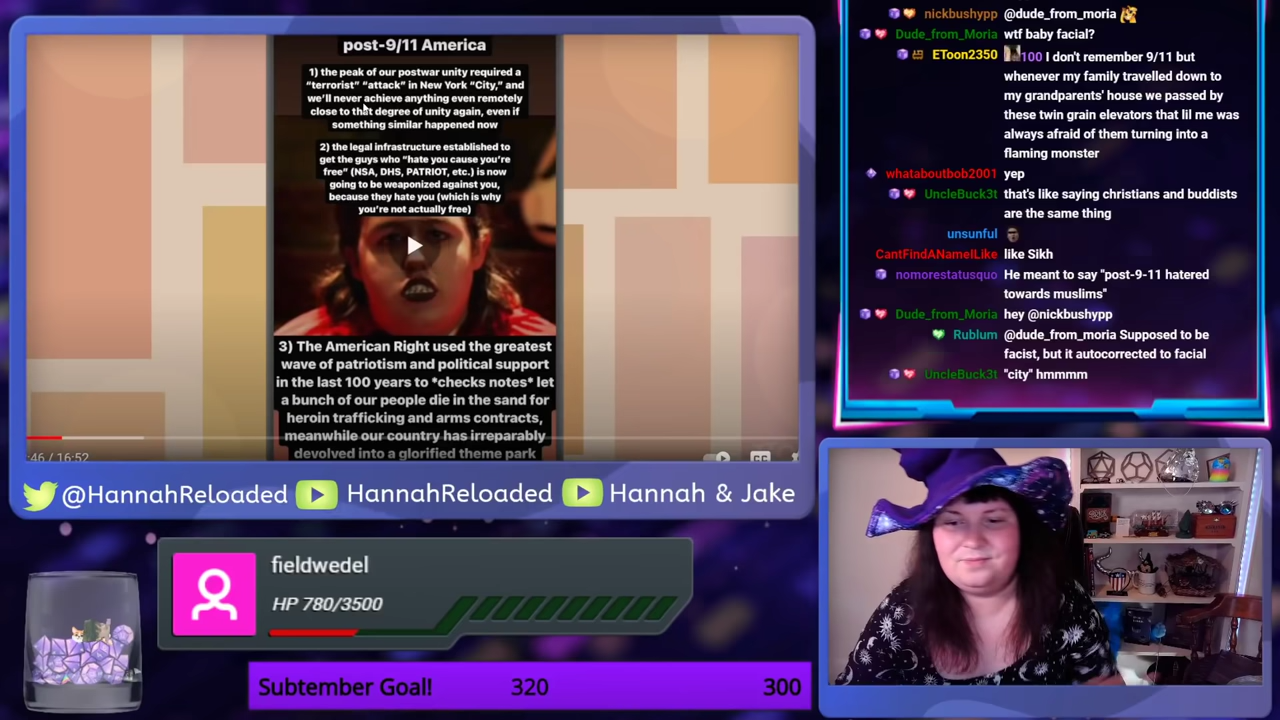 post-9/11 America
1) the peak of our postwar unity required a
“terrorist” “attack” in New York “City,” and
we’ll never achieve anything even remotely
close to that degree of unity again, even if
something similar happened now
2) the legal infrastructure established to
get the guys who “hate you cause you’re
free” (NSA, DHS, PATRIOT, etc.) is now
going to be weaponized against you,
because they hate you (which is why
you’re not actually free)
3) The American Right used the greatest
wave of patriotism and political support
in the last 100 years to *checks notes* let
a bunch of our people die in the sand for
heroin trafficking and arms contracts,
meanwhile our country has irreparably
devolved into a glorified theme park
:46 / 16:52
CC
@HannahReloaded
HannahReloaded
Hannah & Jake
fieldwedel
HP 780/3500
Subtember Goal! 320 300
nickbushypp @dude_from_moria
Dude_from_Moria wtf baby facial?
EToon2350 100 I don't remember 9/11 but
whenever my family travelled down to
my grandparents' house we passed by
these twin grain elevators that lil me was
always afraid of them turning into a
flaming monster
whataboutbob2001 yep
UncleBuck3t that's like saying christians and buddists
are the same thing
unsunful
CantFindANameILike like Sikh
nomorestatusquo He meant to say "post-9-11 hatered
towards muslims"
Dude_from_Moria hey @nickbushypp
Rublum @dude_from_moria Supposed to be
facist, but it autocorrected to facial
UncleBuck3t "city" hmmmm